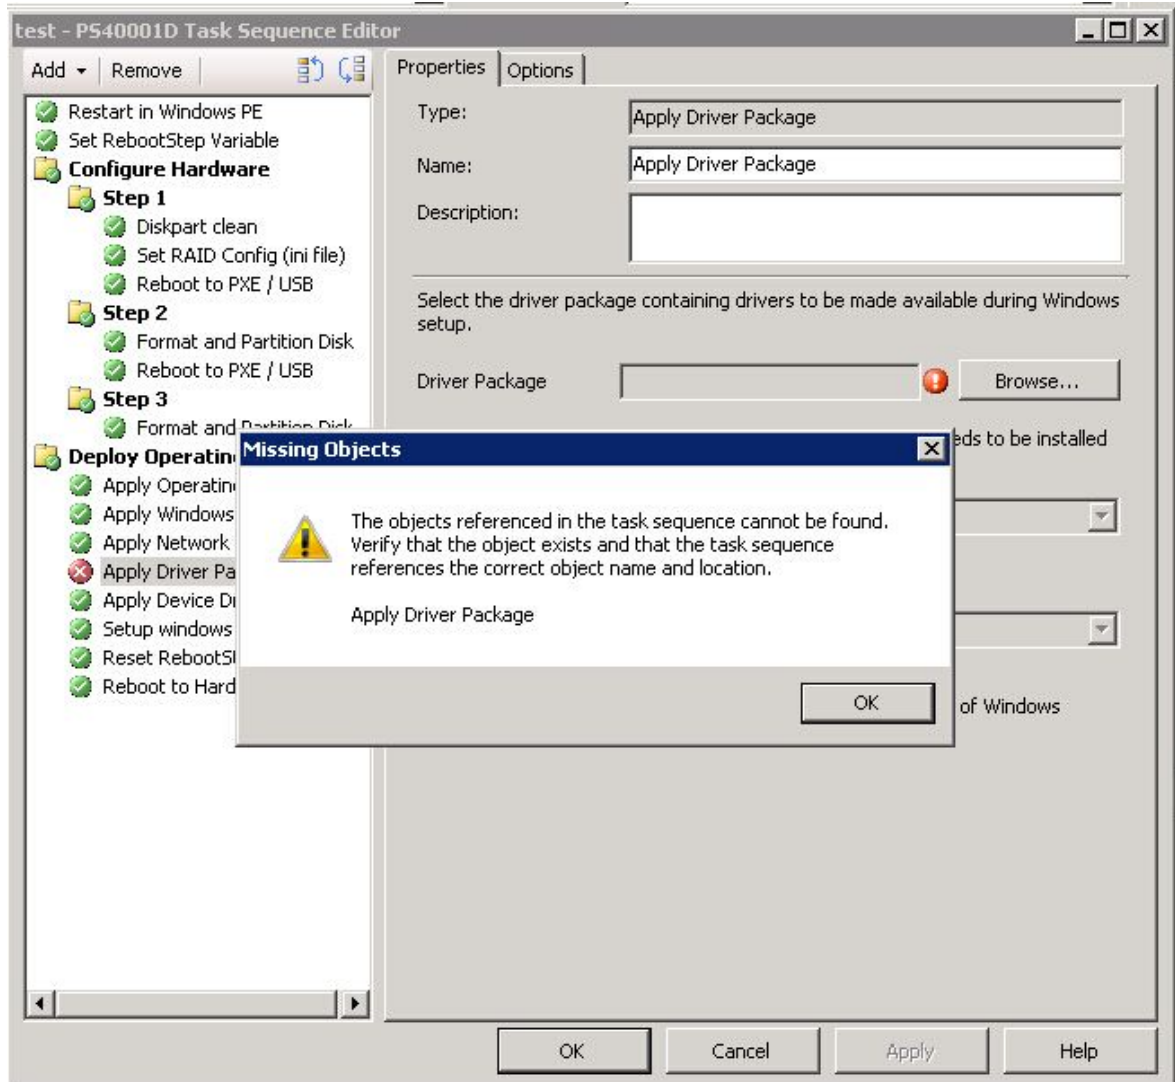 test - PS40001D Task Sequence Editor
Add
Remove
Restart in Windows PE
Set RebootStep Variable
Configure Hardware
Step 1
Diskpart clean
Set RAID Config (ini file)
Reboot to PXE / USB
Step 2
Format and Partition Disk
Reboot to PXE / USB
Step 3
Format and Partition Disk
Deploy Operatin
Apply Operatin
Apply Windows
Apply Network
Apply Driver Pa
Apply Device Dr
Setup windows
Reset RebootSt
Reboot to Hard
Properties
Options
Type:
Apply Driver Package
Name:
Apply Driver Package
Description:
Select the driver package containing drivers to be made available during Windows
setup.
Driver Package
Browse...
eds to be installed
of Windows
Missing Objects
The objects referenced in the task sequence cannot be found.
Verify that the object exists and that the task sequence
references the correct object name and location.
Apply Driver Package
OK
OK
Cancel
Apply
Help